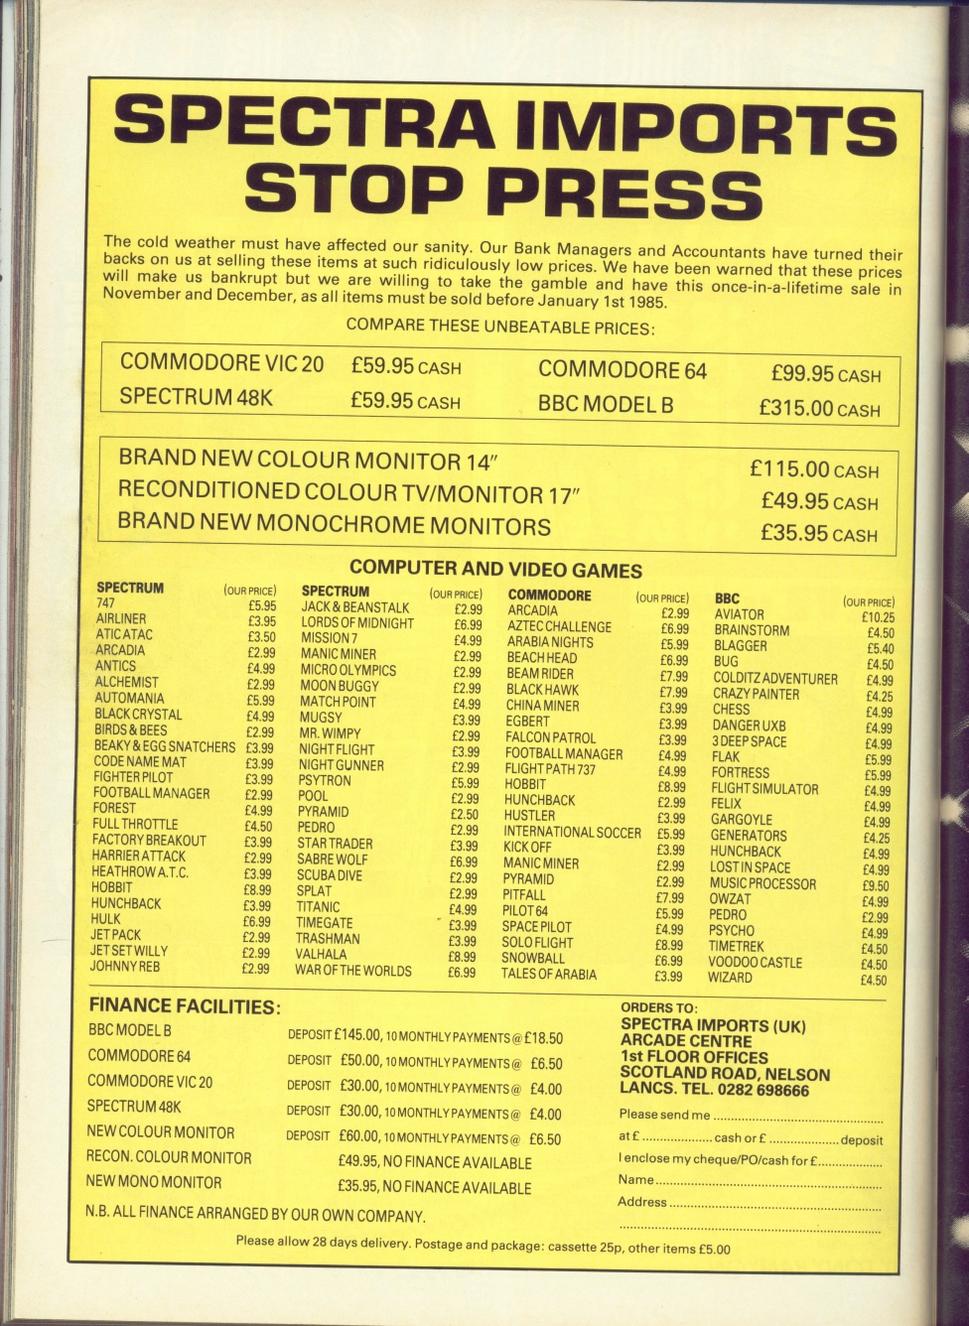 SPECTRA IMPORTS
STOP PRESS
The cold weather must have affected our sanity. Our Bank Managers and Accountants have turned their
backs on us at selling these items at such ridiculously low prices. We have been warned that these prices
will make us bankrupt but we are willing to take the gamble and have this once-in-a-lifetime sale in
November and December, as all items must be sold before January 1st 1985.
COMPARE THESE UNBEATABLE PRICES:
COMMODORE VIC 20 £59.95 CASH COMMODORE 64 £99.95 CASH
SPECTRUM 48K £59.95 CASH BBC MODEL B £315.00 CASH
BRAND NEW COLOUR MONITOR 14″ £115.00 CASH
RECONDITIONED COLOUR TV/MONITOR 17″ £49.95 CASH
BRAND NEW MONOCHROME MONITORS £35.95 CASH
COMPUTER AND VIDEO GAMES
SPECTRUM (OUR PRICE)
747 £5.95
AIRLINER £3.95
ATIC ATAC £3.50
ARCADIA £2.99
ANTICS £4.99
ALCHEMIST £2.99
AUTOMANIA £5.99
BLACK CRYSTAL £4.99
BIRDS & BEES £2.99
BEAKY & EGG SNATCHERS £3.99
CODE NAME MAT £3.99
FIGHTER PILOT £3.99
FOOTBALL MANAGER £2.99
FOREST £4.99
FULL THROTTLE £4.50
FACTORY BREAKOUT £3.99
HARRIER ATTACK £2.99
HEATHROW A.T.C. £3.99
HOBBIT £8.99
HUNCHBACK £3.99
HULK £6.99
JET PACK £2.99
JET SET WILLY £2.99
JOHNNY REB £2.99
SPECTRUM (OUR PRICE)
JACK & BEANSTALK £2.99
LORDS OF MIDNIGHT £6.99
MISSION 7 £4.99
MANIC MINER £2.99
MICRO OLYMPICS £2.99
MOON BUGGY £2.99
MATCH POINT £4.99
MUGSY £3.99
MR. WIMPY £2.99
NIGHT FLIGHT £3.99
NIGHT GUNNER £2.99
PSYTRON £5.99
POOL £2.99
PYRAMID £2.50
PEDRO £2.99
STAR TRADER £3.99
SABRE WOLF £6.99
SCUBA DIVE £2.99
SPLAT £2.99
TITANIC £4.99
TIMEGATE £3.99
TRASHMAN £3.99
VALHALA £8.99
WAR OF THE WORLDS £6.99
COMMODORE (OUR PRICE)
ARCADIA £2.99
AZTEC CHALLENGE £6.99
ARABIA NIGHTS £5.99
BEACH HEAD £6.99
BEAM RIDER £7.99
BLACK HAWK £7.99
CHINA MINER £3.99
EGBERT £3.99
FALCON PATROL £3.99
FOOTBALL MANAGER £4.99
FLIGHT PATH 737 £4.99
HOBBIT £8.99
HUNCHBACK £2.99
HUSTLER £3.99
INTERNATIONAL SOCCER £5.99
KICK OFF £3.99
MANIC MINER £2.99
PYRAMID £2.99
PITFALL £7.99
PILOT 64 £5.99
SPACE PILOT £4.99
SOLO FLIGHT £8.99
SNOWBALL £6.99
TALES OF ARABIA £3.99
BBC (OUR PRICE)
AVIATOR £10.25
BRAINSTORM £4.50
BLAGGER £5.40
BUG £4.50
COLDITZ ADVENTURER £4.99
CRAZY PAINTER £4.25
CHESS £4.99
DANGER UXB £4.99
3 DEEP SPACE £4.99
FLAK £5.99
FORTRESS £5.99
FLIGHT SIMULATOR £4.99
FELIX £4.99
GARGOYLE £4.99
GENERATORS £4.25
HUNCHBACK £4.99
LOST IN SPACE £4.99
MUSIC PROCESSOR £9.50
OWZAT £4.99
PEDRO £2.99
PSYCHO £4.99
TIMETREK £4.50
VOODOO CASTLE £4.50
WIZARD £4.50
FINANCE FACILITIES:
BBC MODEL B DEPOSIT £145.00, 10 MONTHLY PAYMENTS @ £18.50
COMMODORE 64 DEPOSIT £50.00, 10 MONTHLY PAYMENTS @ £6.50
COMMODORE VIC 20 DEPOSIT £30.00, 10 MONTHLY PAYMENTS @ £4.00
SPECTRUM 48K DEPOSIT £30.00, 10 MONTHLY PAYMENTS @ £4.00
NEW COLOUR MONITOR DEPOSIT £60.00, 10 MONTHLY PAYMENTS @ £6.50
RECON. COLOUR MONITOR £49.95, NO FINANCE AVAILABLE
NEW MONO MONITOR £35.95, NO FINANCE AVAILABLE
N.B. ALL FINANCE ARRANGED BY OUR OWN COMPANY.
ORDERS TO:
SPECTRA IMPORTS (UK)
ARCADE CENTRE
1st FLOOR OFFICES
SCOTLAND ROAD, NELSON
LANCS. TEL. 0282 698666
Please send me ..........
at £ .......... cash or £ .......... deposit
I enclose my cheque/PO/cash for £..........
Name..........
Address ..........
Please allow 28 days delivery. Postage and package: cassette 25p, other items £5.00